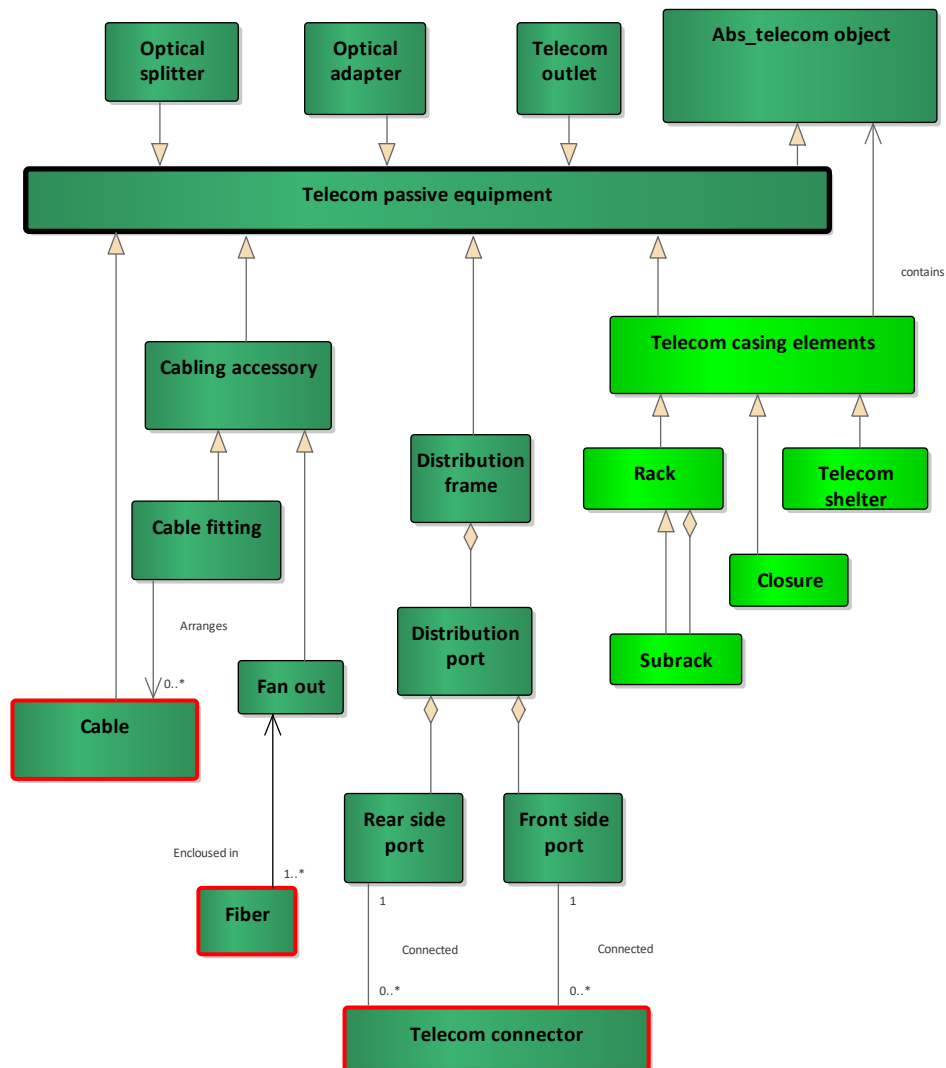 Optical
splitter
Optical
adapter
Telecom
outlet
Abs_telecom object
Telecom passive equipment
contains
Telecom casing elements
Cabling accessory
Distribution
frame
Rack
Telecom
shelter
Cable fitting
Closure
Arranges
Distribution
port
Subrack
Fan out
0..*
Cable
Rear side
port
Front side
port
Encloused in
1..*
Fiber
1
1
Connected
Connected
0..*
0..*
Telecom connector